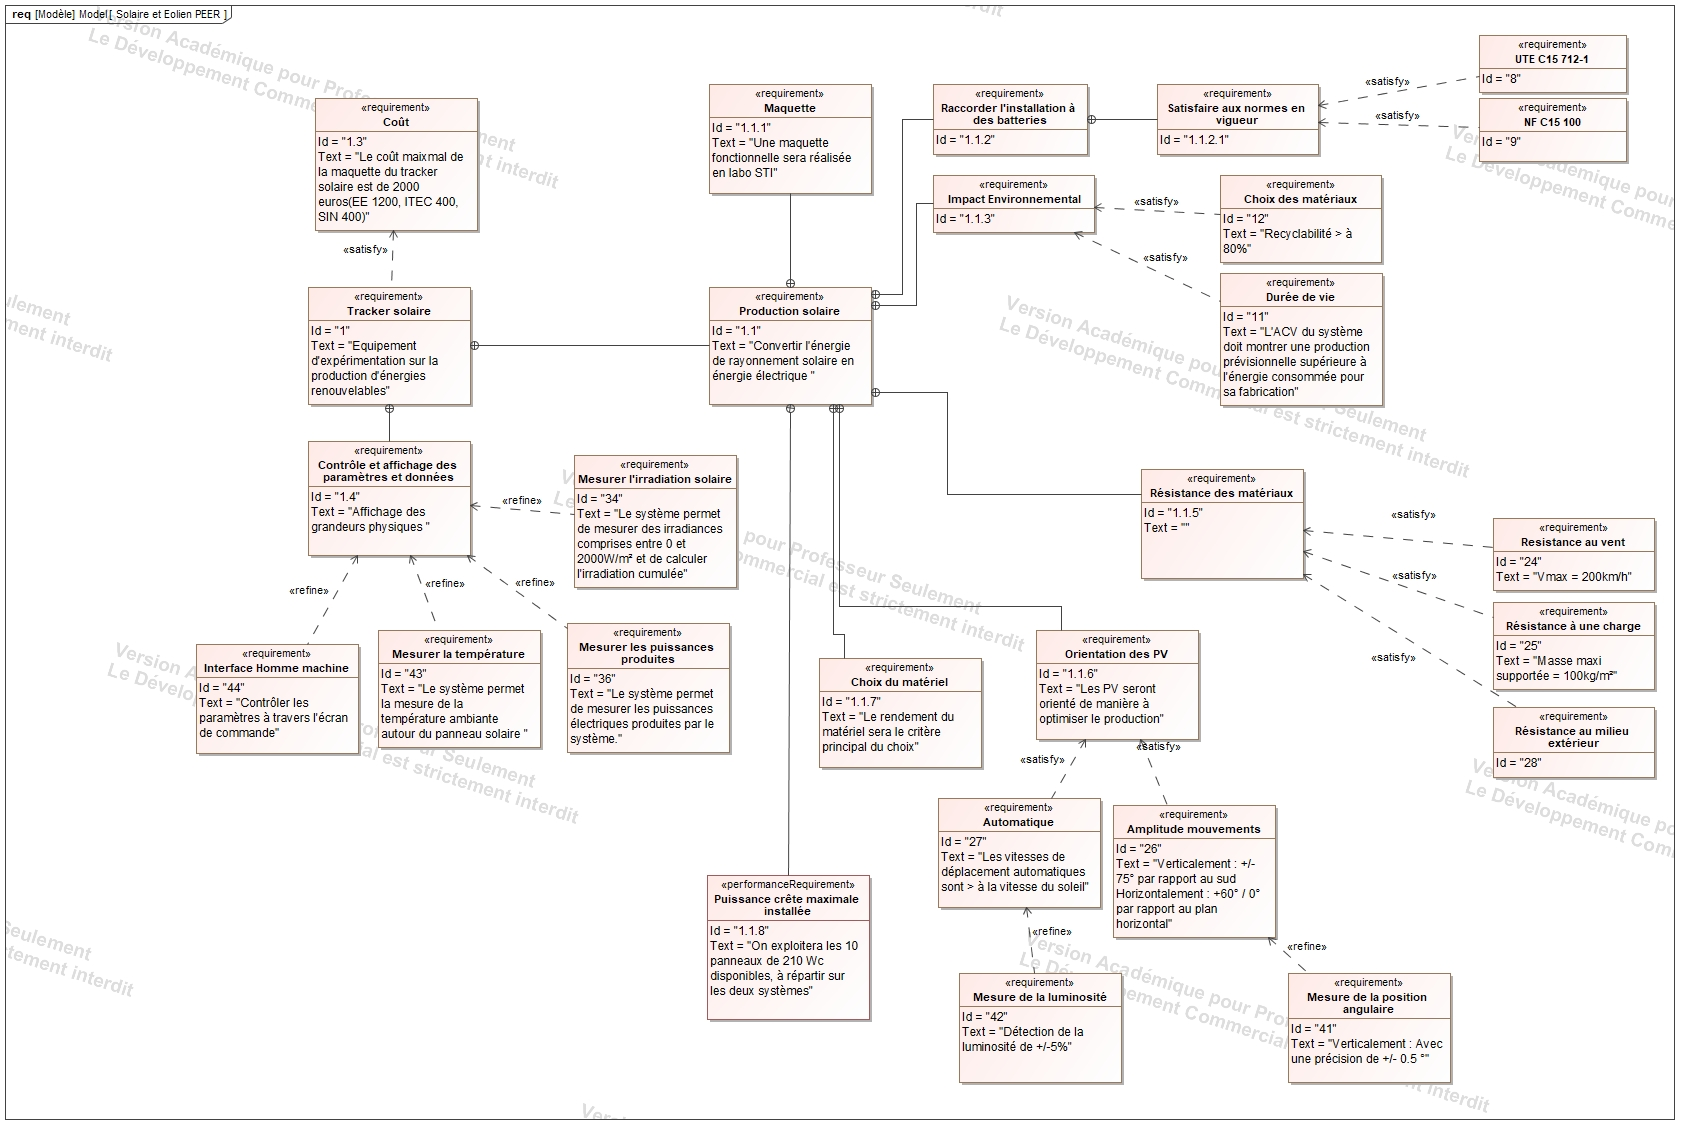 req [Modèle] Model[ Solaire et Eolien PEER ]
«requirement»
Coût
Id = "1.3"
Text = "Le coût maixmal de
la maquette du tracker
solaire est de 2000
euros(EE 1200, ITEC 400,
SIN 400)"
«satisfy»
«requirement»
Tracker solaire
Id = "1"
Text = "Equipement
d'expérimentation sur la
production d'énergies
renouvelables"
«requirement»
Maquette
Id = "1.1.1"
Text = "Une maquette
fonctionnelle sera réalisée
en labo STI"
«requirement»
Production solaire
Id = "1.1"
Text = "Convertir l'énergie
de rayonnement solaire en
énergie électrique "
«requirement»
Raccorder l'installation à
des batteries
Id = "1.1.2"
«requirement»
Satisfaire aux normes en
vigueur
Id = "1.1.2.1"
«satisfy»
«satisfy»
«requirement»
UTE C15 712-1
Id = "8"
«requirement»
NF C15 100
Id = "9"
«requirement»
Impact Environnemental
Id = "1.1.3"
«satisfy»
«satisfy»
«requirement»
Choix des matériaux
Id = "12"
Text = "Recyclabilité > à
80%"
«requirement»
Durée de vie
Id = "11"
Text = "L'ACV du système
doit montrer une production
prévisionnelle supérieure à
l'énergie consommée pour
sa fabrication"
«requirement»
Contrôle et affichage des
paramètres et données
Id = "1.4"
Text = "Affichage des
grandeurs physiques "
«refine»
«requirement»
Mesurer l'irradiation solaire
Id = "34"
Text = "Le système permet
de mesurer des irradiances
comprises entre 0 et
2000W/m² et de calculer
l'irradiation cumulée"
«refine»
«refine»
«refine»
«requirement»
Interface Homme machine
Id = "44"
Text = "Contrôler les
paramètres à travers l'écran
de commande"
«requirement»
Mesurer la température
Id = "43"
Text = "Le système permet
la mesure de la
température ambiante
autour du panneau solaire "
«requirement»
Mesurer les puissances
produites
Id = "36"
Text = "Le système permet
de mesurer les puissances
électriques produites par le
système."
«requirement»
Résistance des matériaux
Id = "1.1.5"
Text = ""
«satisfy»
«satisfy»
«satisfy»
«requirement»
Resistance au vent
Id = "24"
Text = "Vmax = 200km/h"
«requirement»
Résistance à une charge
Id = "25"
Text = "Masse maxi
supportée = 100kg/m²"
«requirement»
Résistance au milieu
extérieur
Id = "28"
«requirement»
Choix du matériel
Id = "1.1.7"
Text = "Le rendement du
matériel sera le critère
principal du choix"
«requirement»
Orientation des PV
Id = "1.1.6"
Text = "Les PV seront
orienté de manière à
optimiser le production"
«satisfy»
«satisfy»
«requirement»
Automatique
Id = "27"
Text = "Les vitesses de
déplacement automatiques
sont > à la vitesse du soleil"
«requirement»
Amplitude mouvements
Id = "26"
Text = "Verticalement : +/-
75° par rapport au sud
Horizontalement : +60° / 0°
par rapport au plan
horizontal"
«performanceRequirement»
Puissance crête maximale
installée
Id = "1.1.8"
Text = "On exploitera les 10
panneaux de 210 Wc
disponibles, à répartir sur
les deux systèmes"
«refine»
«refine»
«requirement»
Mesure de la luminosité
Id = "42"
Text = "Détection de la
luminosité de +/-5%"
«requirement»
Mesure de la position
angulaire
Id = "41"
Text = "Verticalement : Avec
une précision de +/- 0.5 °"